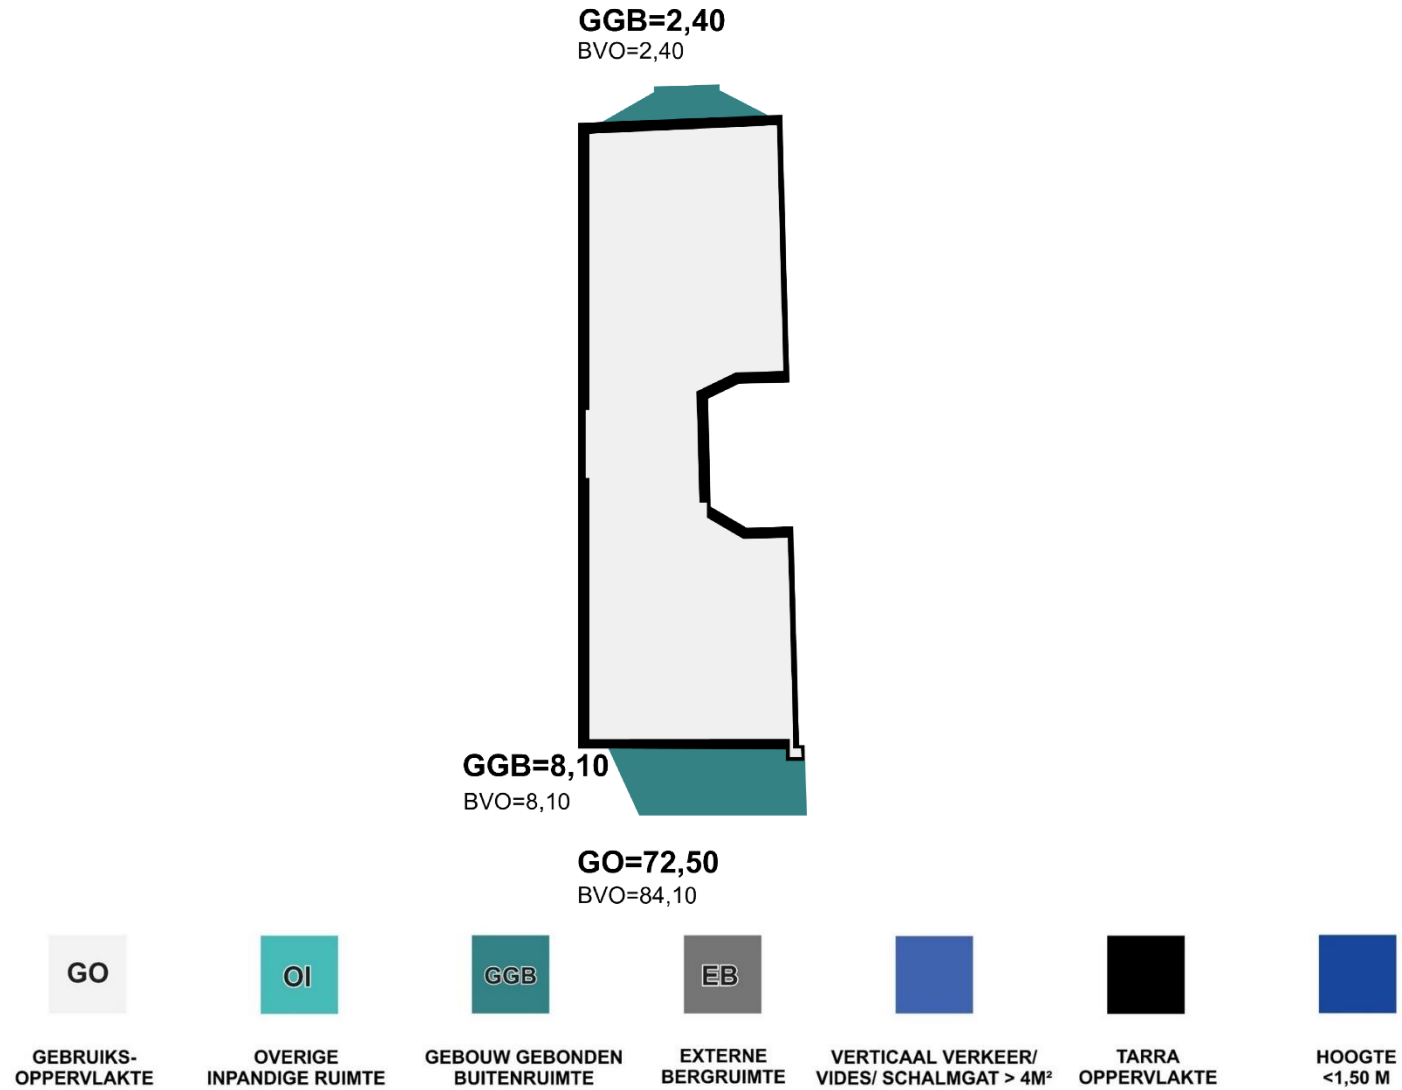 GGB=2,40
BVO=2,40
GGB=8,10
BVO=8,10
GO=72,50
BVO=84,10
GO
OI
GGB
EB
GEBRUIKS-
OPPERVLAKTE
OVERIGE
INPANDIGE RUIMTE
GEBOUW GEBONDEN
BUITENRUIMTE
EXTERNE
BERGRUIMTE
VERTICAAL VERKEER/
VIDES/ SCHALMGAT > 4M²
TARRA
OPPERVLAKTE
HOOGTE
<1,50 M